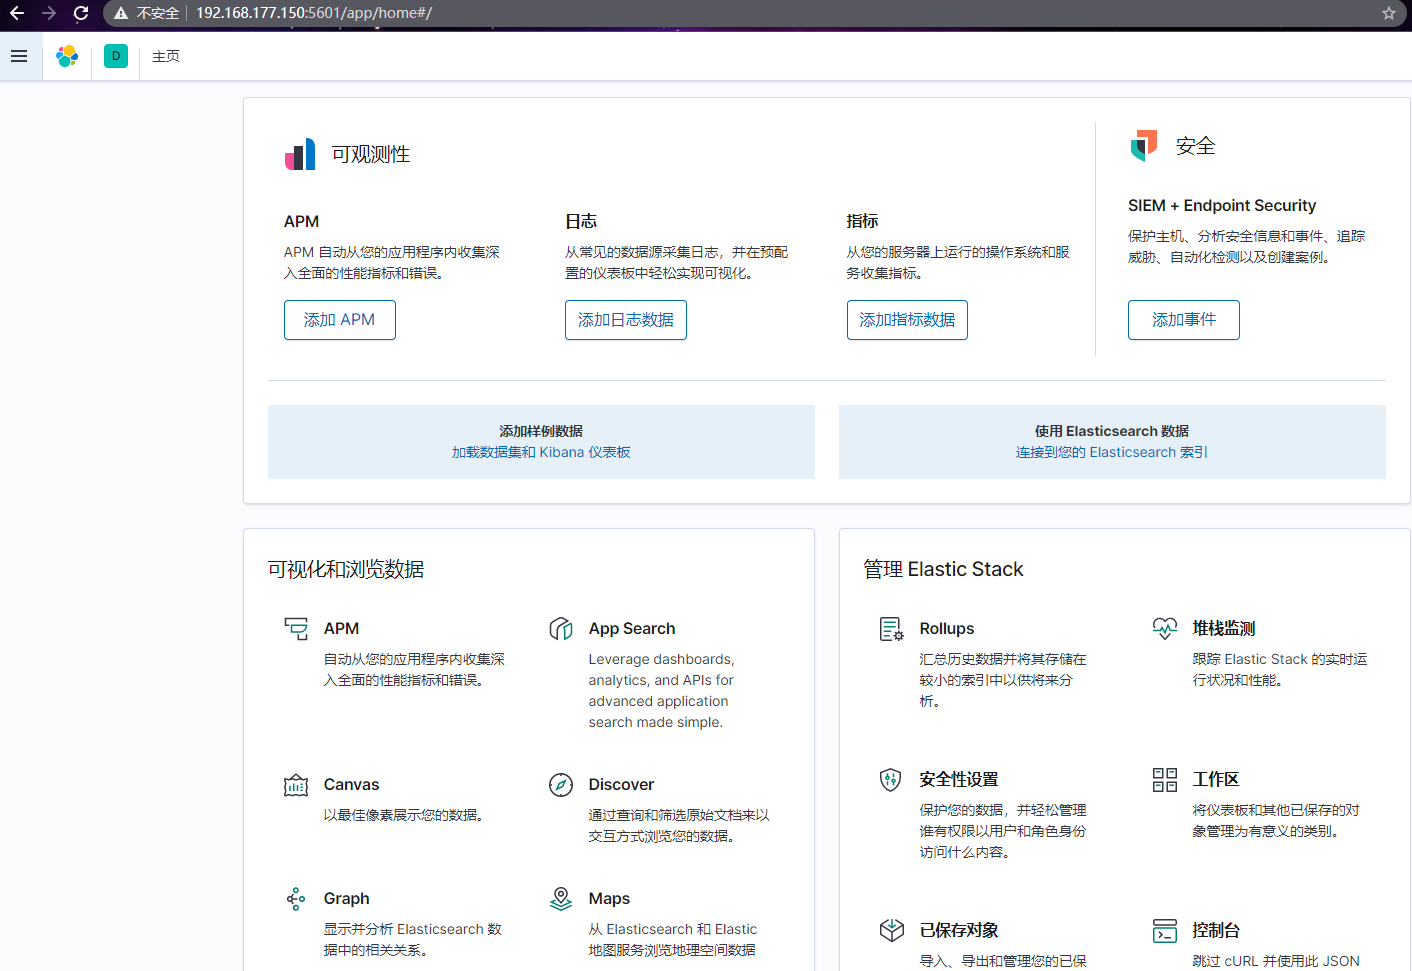 不安全 192.168.177.150:5601/app/home#/
D 主页
可观测性
APM
APM 自动从您的应用程序内收集深
入全面的性能指标和错误。
添加 APM
日志
从常见的数据源采集日志，并在预配
置的仪表板中轻松实现可视化。
添加日志数据
指标
从您的服务器上运行的操作系统和服
务收集指标。
添加指标数据
安全
SIEM + Endpoint Security
保护主机、分析安全信息和事件、追踪
威胁、自动化检测以及创建案例。
添加事件
添加样例数据
加载数据集和 Kibana 仪表板
使用 Elasticsearch 数据
连接到您的 Elasticsearch 索引
可视化和浏览数据
APM
自动从您的应用程序内收集深
入全面的性能指标和错误。
App Search
Leverage dashboards,
analytics, and APIs for
advanced application
search made simple.
Canvas
以最佳像素展示您的数据。
Discover
通过查询和筛选原始文档来以
交互方式浏览您的数据。
Graph
显示并分析 Elasticsearch 数
据中的相关关系。
Maps
从 Elasticsearch 和 Elastic
地图服务浏览地理空间数据
管理 Elastic Stack
Rollups
汇总历史数据并将其存储在
较小的索引中以供将来分
析。
堆栈监测
跟踪 Elastic Stack 的实时运
行状况和性能。
安全性设置
保护您的数据，并轻松管理
谁有权限以用户和角色身份
访问什么内容。
工作区
将仪表板和其他已保存的对
象管理为有意义的类别。
已保存对象
导入、导出和管理您的已保
控制台
跳过 cURL 并使用此 JSON